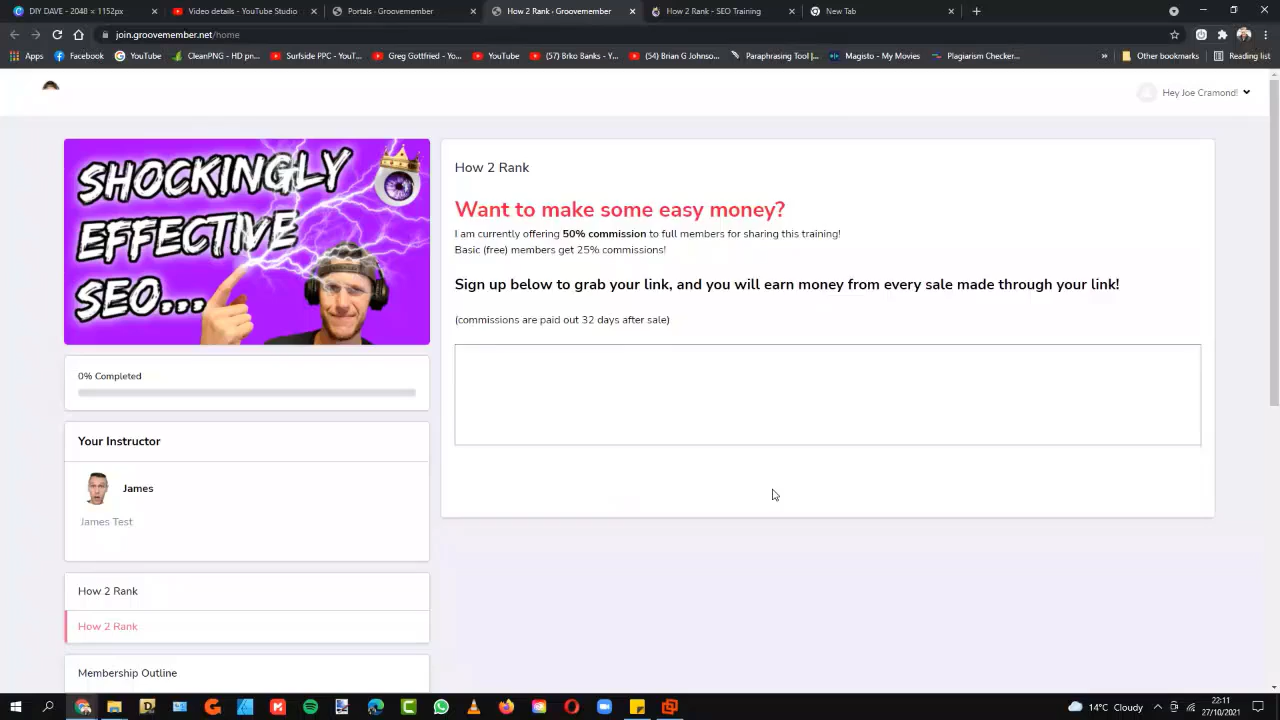 DIY DAVE - 2048 × 1152px
Video details - YouTube Studio
Portals - Groovemember
How 2 Rank - Groovemember
How 2 Rank - SEO Training
New Tab
join.groovemember.net/home
Apps
Facebook
YouTube
CleanPNG - HD pn...
Surfside PPC - YouT...
Greg Gottfried - Yo...
YouTube
(57) Brko Banks - Y...
(54) Brian G Johnso...
Paraphrasing Tool |...
Magisto - My Movies
Plagiarism Checker...
»
Other bookmarks
Reading list
Hey Joe Cramond!
SHOCKINGLY
EFFECTIVE
SEO...
0% Completed
Your Instructor
James
James Test
How 2 Rank
How 2 Rank
Membership Outline
How 2 Rank
Want to make some easy money?
I am currently offering 50% commission to full members for sharing this training!
Basic (free) members get 25% commissions!
Sign up below to grab your link, and you will earn money from every sale made through your link!
(commissions are paid out 32 days after sale)
14°C Cloudy
22:11
27/10/2021